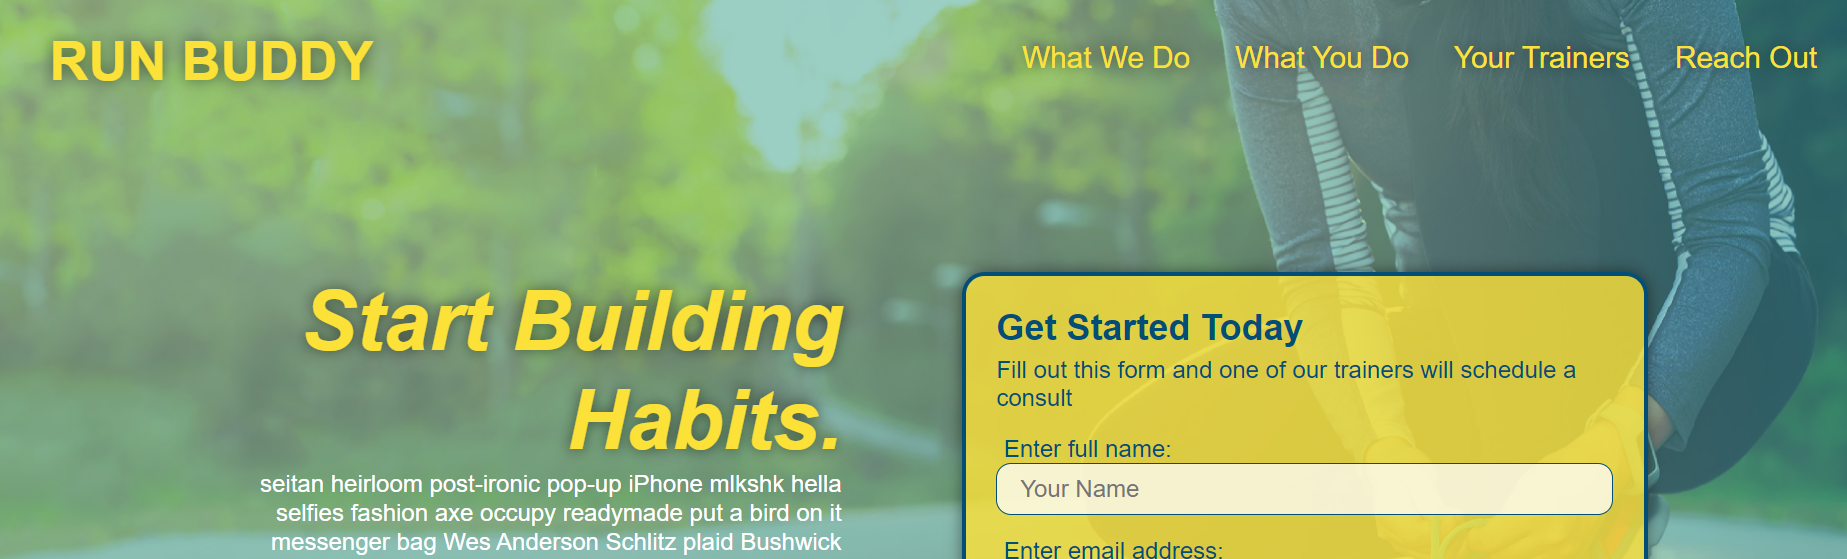 RUN BUDDY
What We Do What You Do Your Trainers Reach Out
Start Building
Habits.
seitan heirloom post-ironic pop-up iPhone mlkshk hella
selfies fashion axe occupy readymade put a bird on it
messenger bag Wes Anderson Schlitz plaid Bushwick
Get Started Today
Fill out this form and one of our trainers will schedule a
consult
Enter full name:
Your Name
Enter email address: